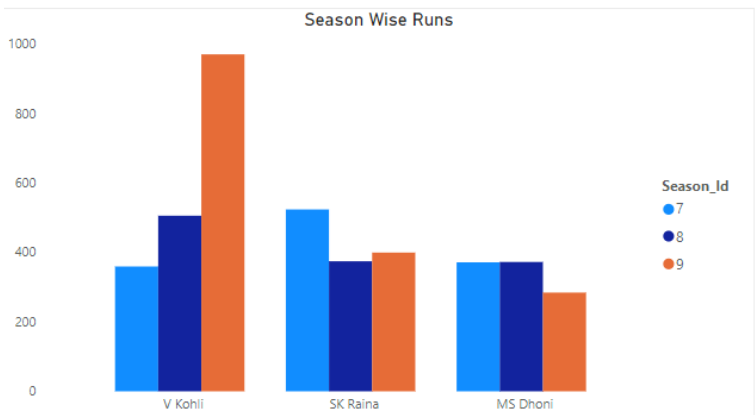 Season Wise Runs
1000
800
600
400
200
0
V Kohli
SK Raina
MS Dhoni
Season_Id
7
8
9